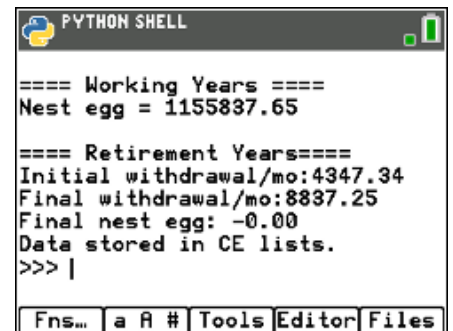 PYTHON SHELL
==== Working Years ====
Nest egg = 1155837.65
==== Retirement Years====
Initial withdrawal/mo:4347.34
Final withdrawal/mo:8837.25
Final nest egg: -0.00
Data stored in CE lists.
>>> |
Fns… a A # Tools Editor Files